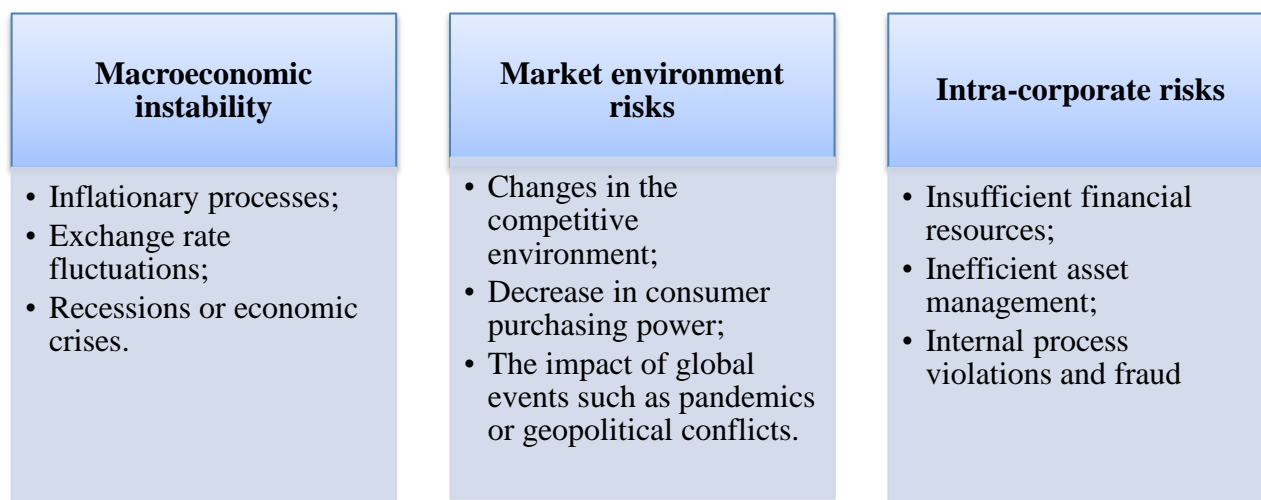 Macroeconomic
instability
• Inflationary processes;
• Exchange rate
fluctuations;
• Recessions or economic
crises.
Market environment
risks
• Changes in the
competitive
environment;
• Decrease in consumer
purchasing power;
• The impact of global
events such as pandemics
or geopolitical conflicts.
Intra-corporate risks
• Insufficient financial
resources;
• Inefficient asset
management;
• Internal process
violations and fraud